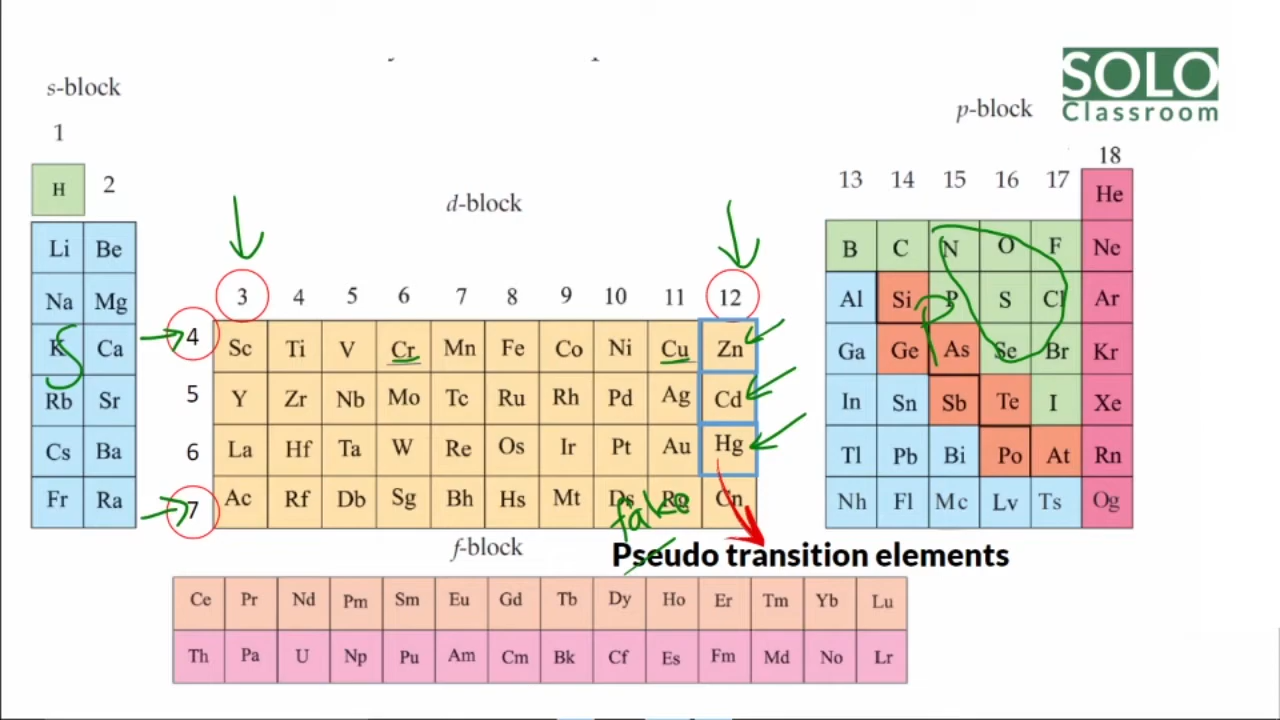 SOLO
Classroom
s-block
p-block
1
18
2
13 14 15 16 17
H
He
d-block
Li Be
B C N O F Ne
Na Mg
3 4 5 6 7 8 9 10 11 12
Al Si P S Cl Ar
K Ca
4 Sc Ti V Cr Mn Fe Co Ni Cu Zn
Ga Ge As Se Br Kr
Rb Sr
5 Y Zr Nb Mo Tc Ru Rh Pd Ag Cd
In Sn Sb Te I Xe
Cs Ba
6 La Hf Ta W Re Os Ir Pt Au Hg
Tl Pb Bi Po At Rn
Fr Ra
7 Ac Rf Db Sg Bh Hs Mt Ds Rg Cn
Nh Fl Mc Lv Ts Og
fake
f-block
Pseudo transition elements
Ce Pr Nd Pm Sm Eu Gd Tb Dy Ho Er Tm Yb Lu
Th Pa U Np Pu Am Cm Bk Cf Es Fm Md No Lr